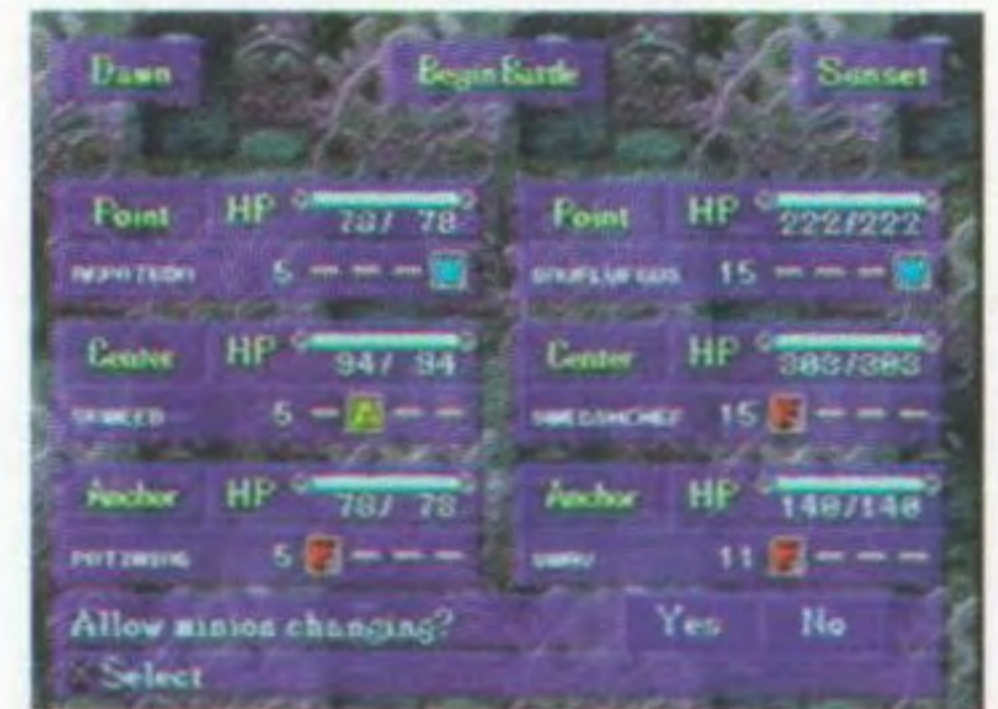 Dawn Begin Battle Sunset
Point HP 78/ 78
5
Point HP 222/222
15
Center HP 94/ 94
5
Center HP 303/303
15 F
Anchor HP 78/ 78
5 F
Anchor HP 140/140
11 F
Allow minion changing? Yes No
Select